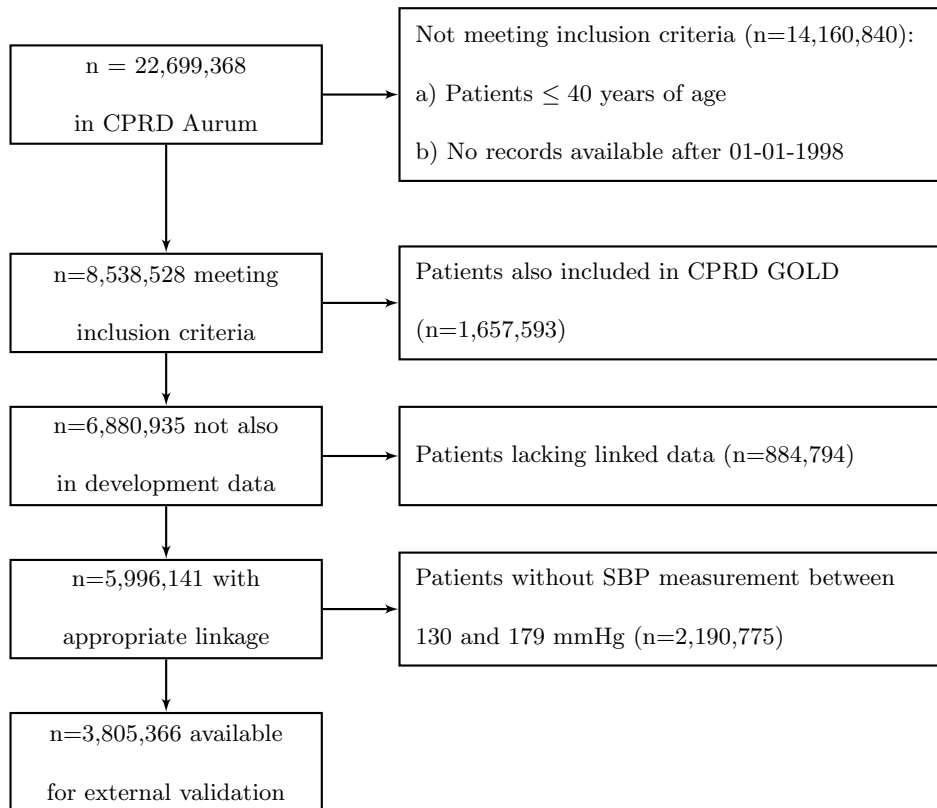 n = 22,699,368
in CPRD Aurum
Not meeting inclusion criteria (n=14,160,840):
a) Patients ≤ 40 years of age
b) No records available after 01-01-1998
n=8,538,528 meeting
inclusion criteria
Patients also included in CPRD GOLD
(n=1,657,593)
n=6,880,935 not also
in development data
Patients lacking linked data (n=884,794)
n=5,996,141 with
appropriate linkage
Patients without SBP measurement between
130 and 179 mmHg (n=2,190,775)
n=3,805,366 available
for external validation